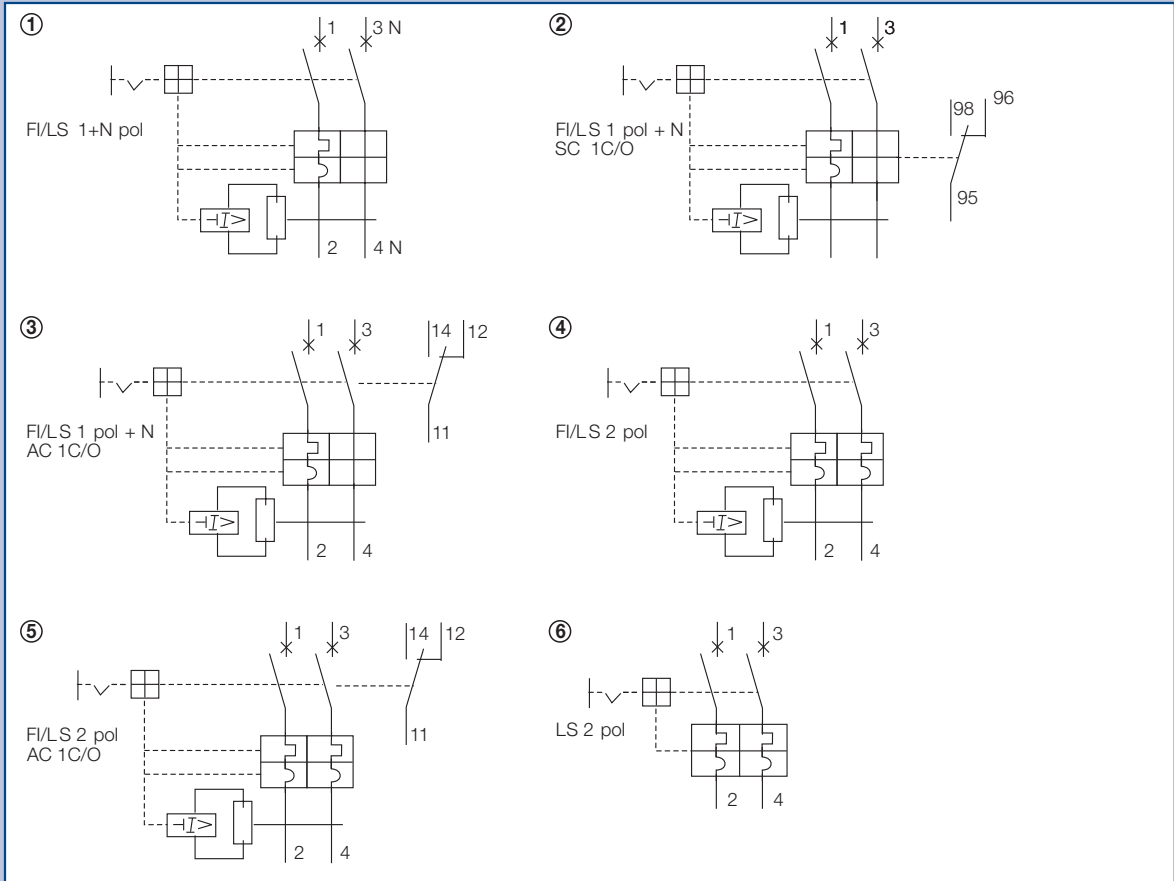 ①
1
3 N
FI/LS 1+N pol
I>
2
4 N
②
1
3
98
96
FI/LS 1 pol + N
SC 1C/O
95
I>
③
1
3
14
12
FI/LS 1 pol + N
AC 1C/O
11
I>
2
4
④
1
3
FI/LS 2 pol
I>
2
4
⑤
1
3
14
12
FI/LS 2 pol
AC 1C/O
11
I>
2
4
⑥
1
3
LS 2 pol
2
4